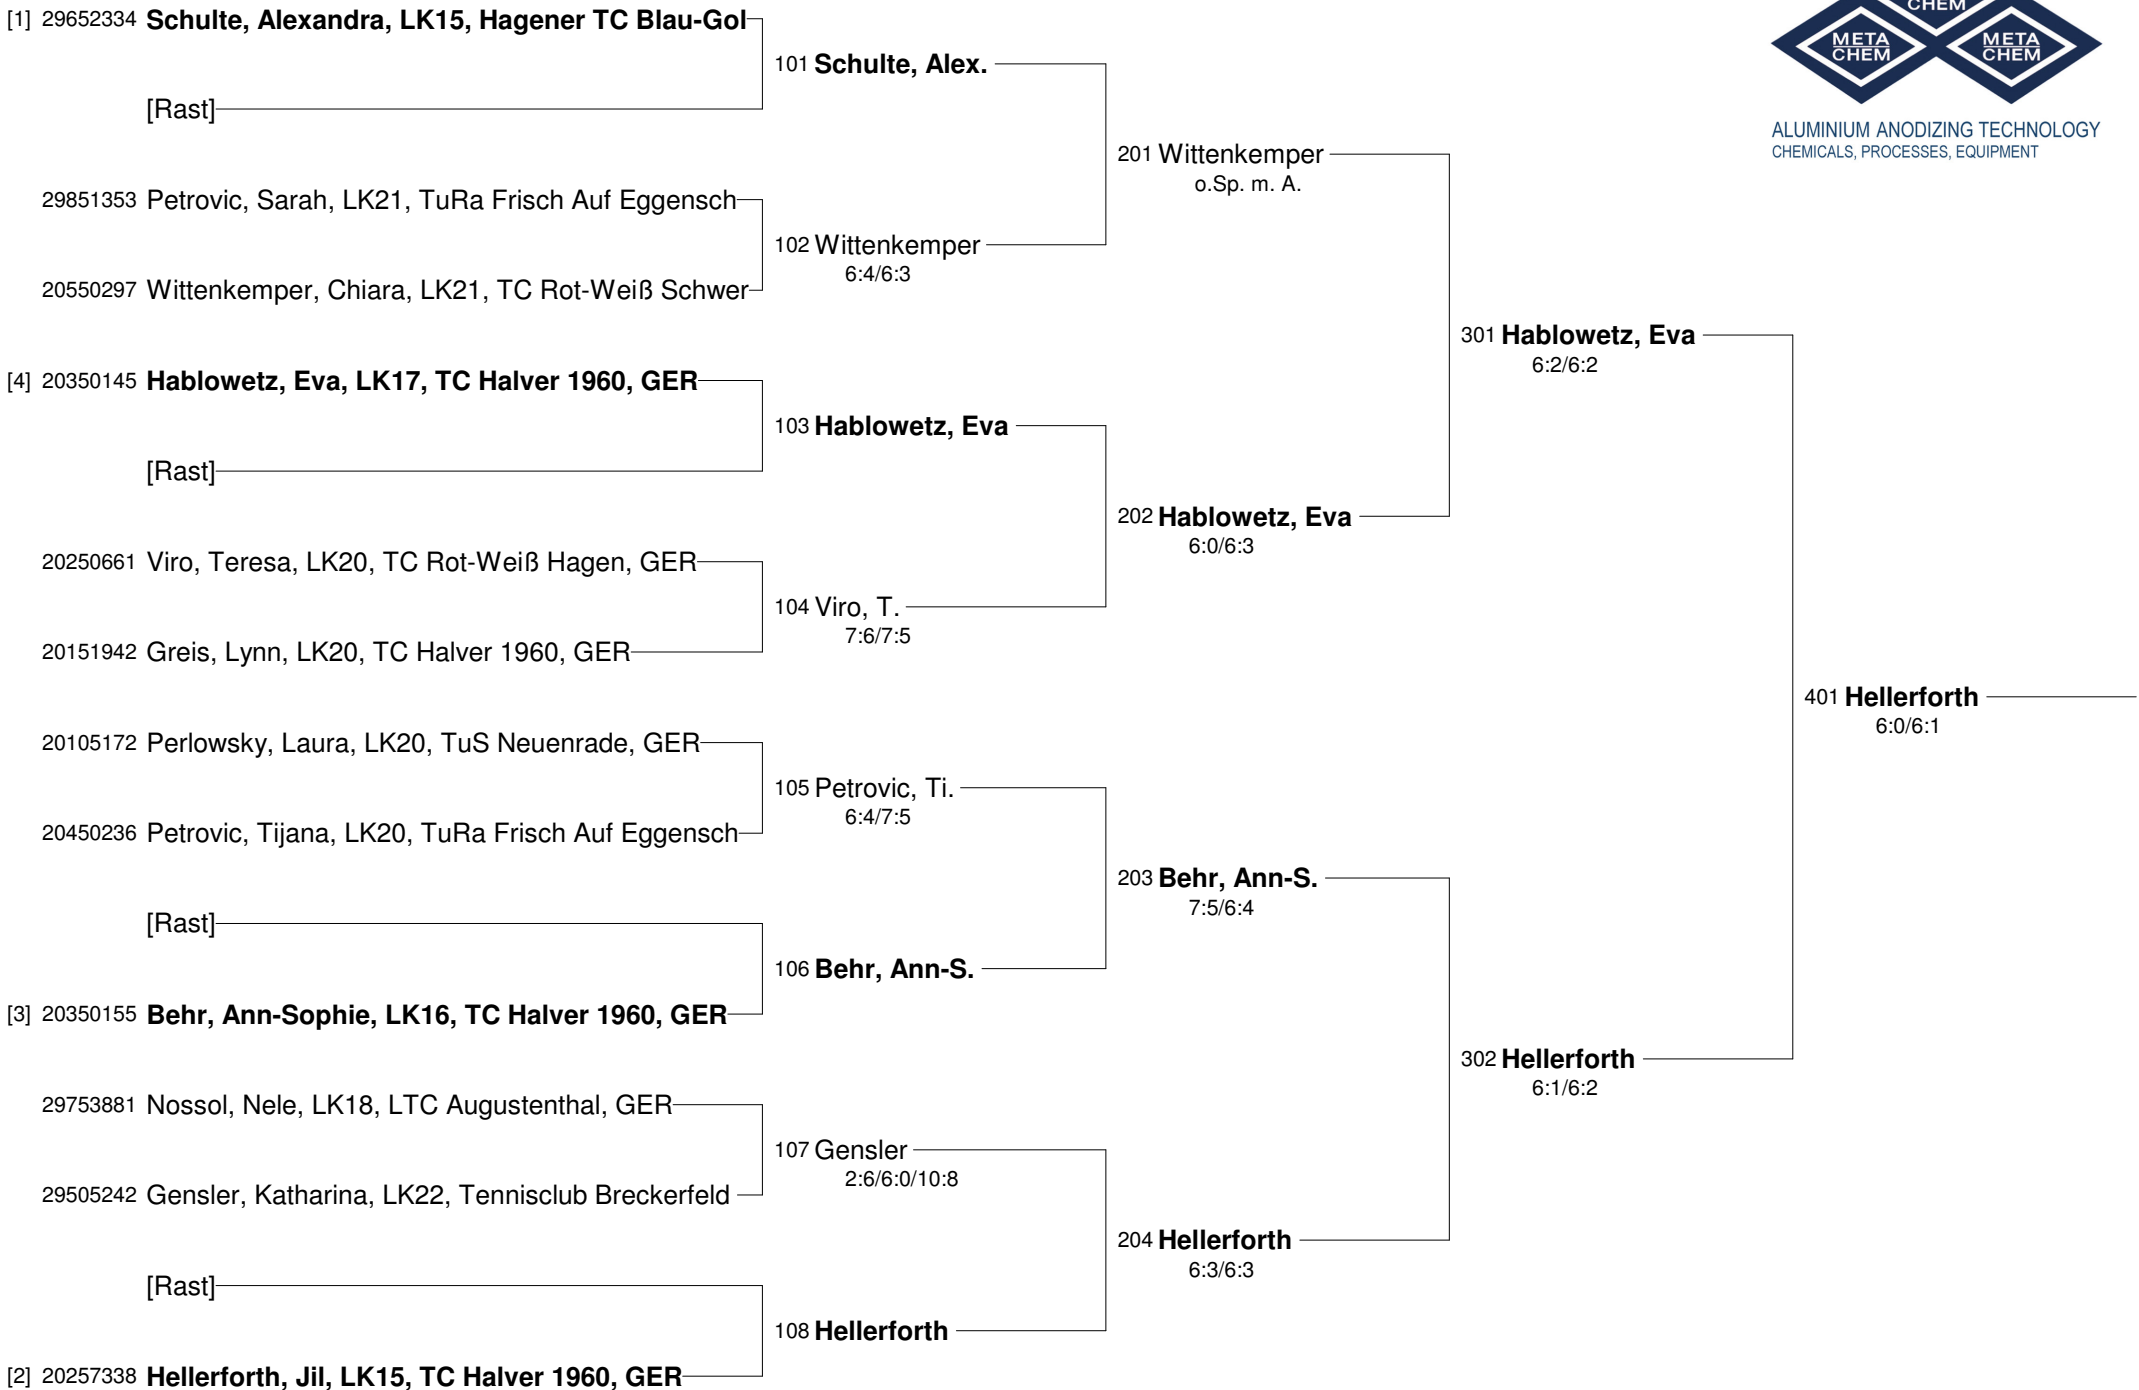 [1] 29652334 Schulte, Alexandra, LK15, Hagener TC Blau-Gol
[Rast]
29851353 Petrovic, Sarah, LK21, TuRa Frisch Auf Eggensch
20550297 Wittenkemper, Chiara, LK21, TC Rot-Weiß Schwer
[4] 20350145 Hablowetz, Eva, LK17, TC Halver 1960, GER
[Rast]
20250661 Viro, Teresa, LK20, TC Rot-Weiß Hagen, GER
20151942 Greis, Lynn, LK20, TC Halver 1960, GER
20105172 Perlowsky, Laura, LK20, TuS Neuenrade, GER
20450236 Petrovic, Tijana, LK20, TuRa Frisch Auf Eggensch
[Rast]
[3] 20350155 Behr, Ann-Sophie, LK16, TC Halver 1960, GER
29753881 Nossol, Nele, LK18, LTC Augustenthal, GER
29505242 Gensler, Katharina, LK22, Tennisclub Breckerfeld
[Rast]
[2] 20257338 Hellerforth, Jil, LK15, TC Halver 1960, GER
101 Schulte, Alex.
102 Wittenkemper
6:4/6:3
103 Hablowetz, Eva
104 Viro, T.
7:6/7:5
105 Petrovic, Ti.
6:4/7:5
106 Behr, Ann-S.
107 Gensler
2:6/6:0/10:8
108 Hellerforth
201 Wittenkemper
o.Sp. m. A.
202 Hablowetz, Eva
6:0/6:3
203 Behr, Ann-S.
7:5/6:4
204 Hellerforth
6:3/6:3
301 Hablowetz, Eva
6:2/6:2
302 Hellerforth
6:1/6:2
401 Hellerforth
6:0/6:1
CHEM
META
CHEM
META
CHEM
ALUMINIUM ANODIZING TECHNOLOGY
CHEMICALS, PROCESSES, EQUIPMENT